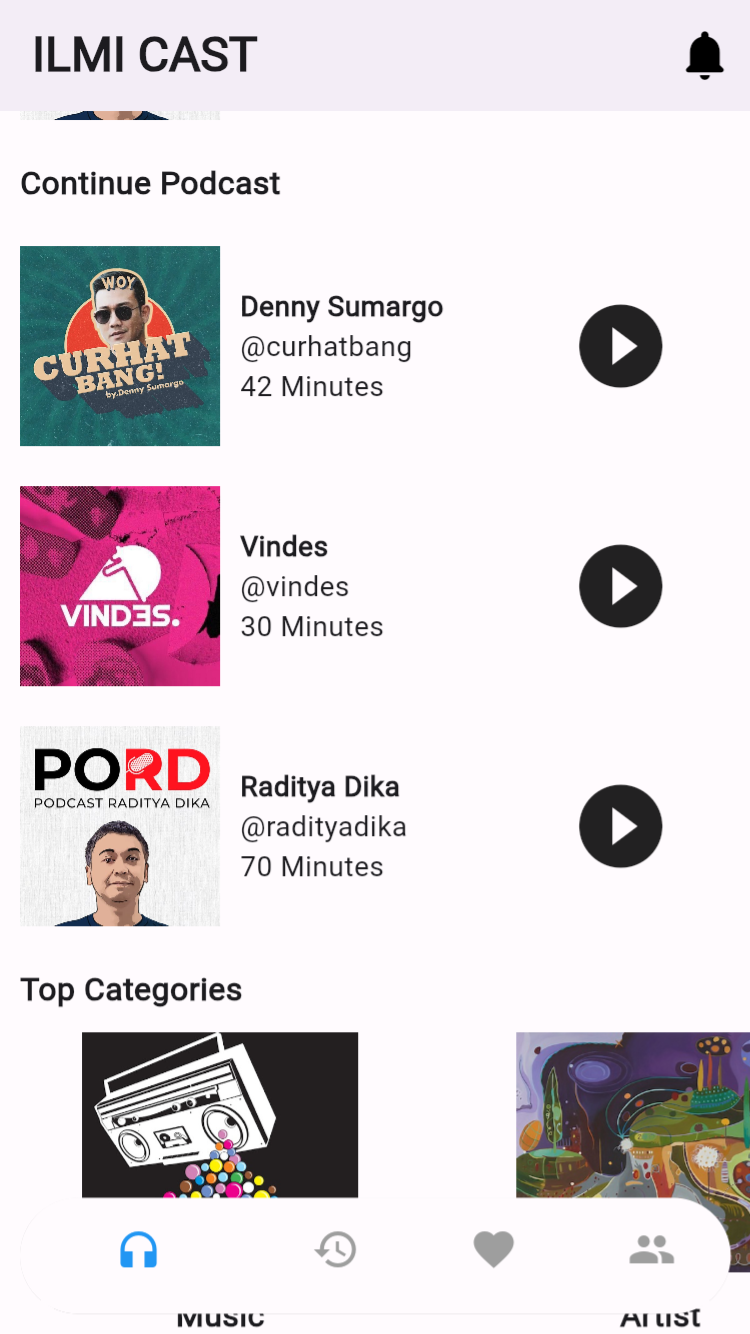 ILMI CAST
Continue Podcast
WOY
CURHAT
BANG!
by.Denny Sumargo
Denny Sumargo
@curhatbang
42 Minutes
VINDƎS.
Vindes
@vindes
30 Minutes
PORD
PODCAST RADITYA DIKA
Raditya Dika
@radityadika
70 Minutes
Top Categories
Music
Artist